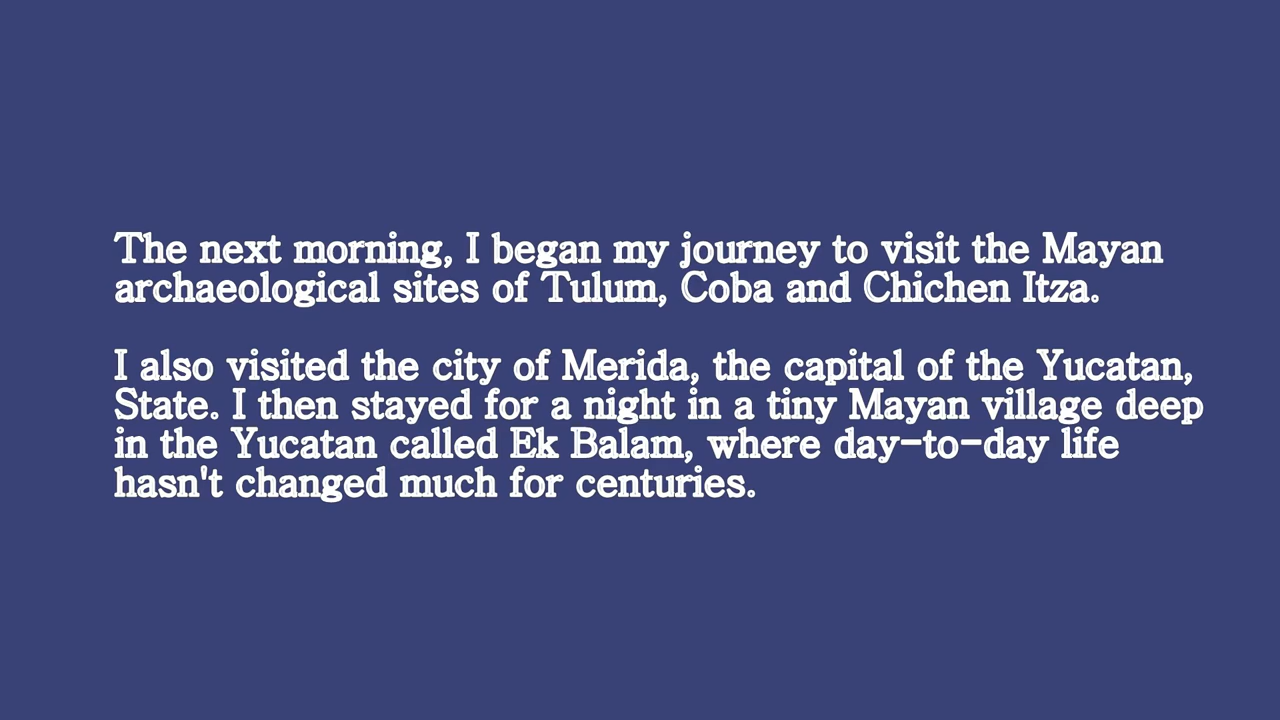 The next morning, I began my journey to visit the Mayan
archaeological sites of Tulum, Coba and Chichen Itza.
I also visited the city of Merida, the capital of the Yucatan,
State. I then stayed for a night in a tiny Mayan village deep
in the Yucatan called Ek Balam, where day-to-day life
hasn't changed much for centuries.